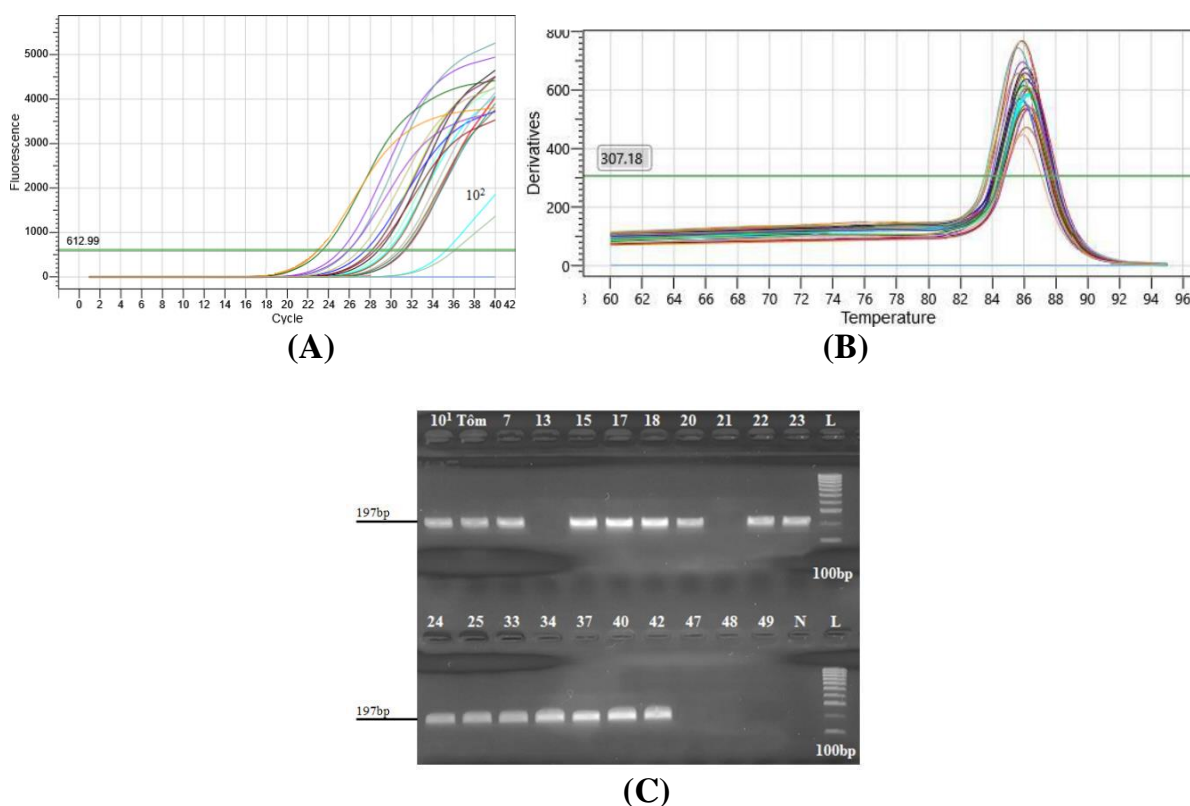 5000
4000
3000
2000
1000
0
Fluorescence
612.99
10²
0 2 4 6 8 10 12 14 16 18 20 22 24 26 28 30 32 34 36 38 40 42
Cycle
(A)
800
600
400
200
0
Derivatives
307.18
60 62 64 66 68 70 72 74 76 78 80 82 84 86 88 90 92 94 96
Temperature
(B)
10¹ Tôm 7 13 15 17 18 20 21 22 23 L
197bp
100bp
24 25 33 34 37 40 42 47 48 49 N L
197bp
100bp
(C)